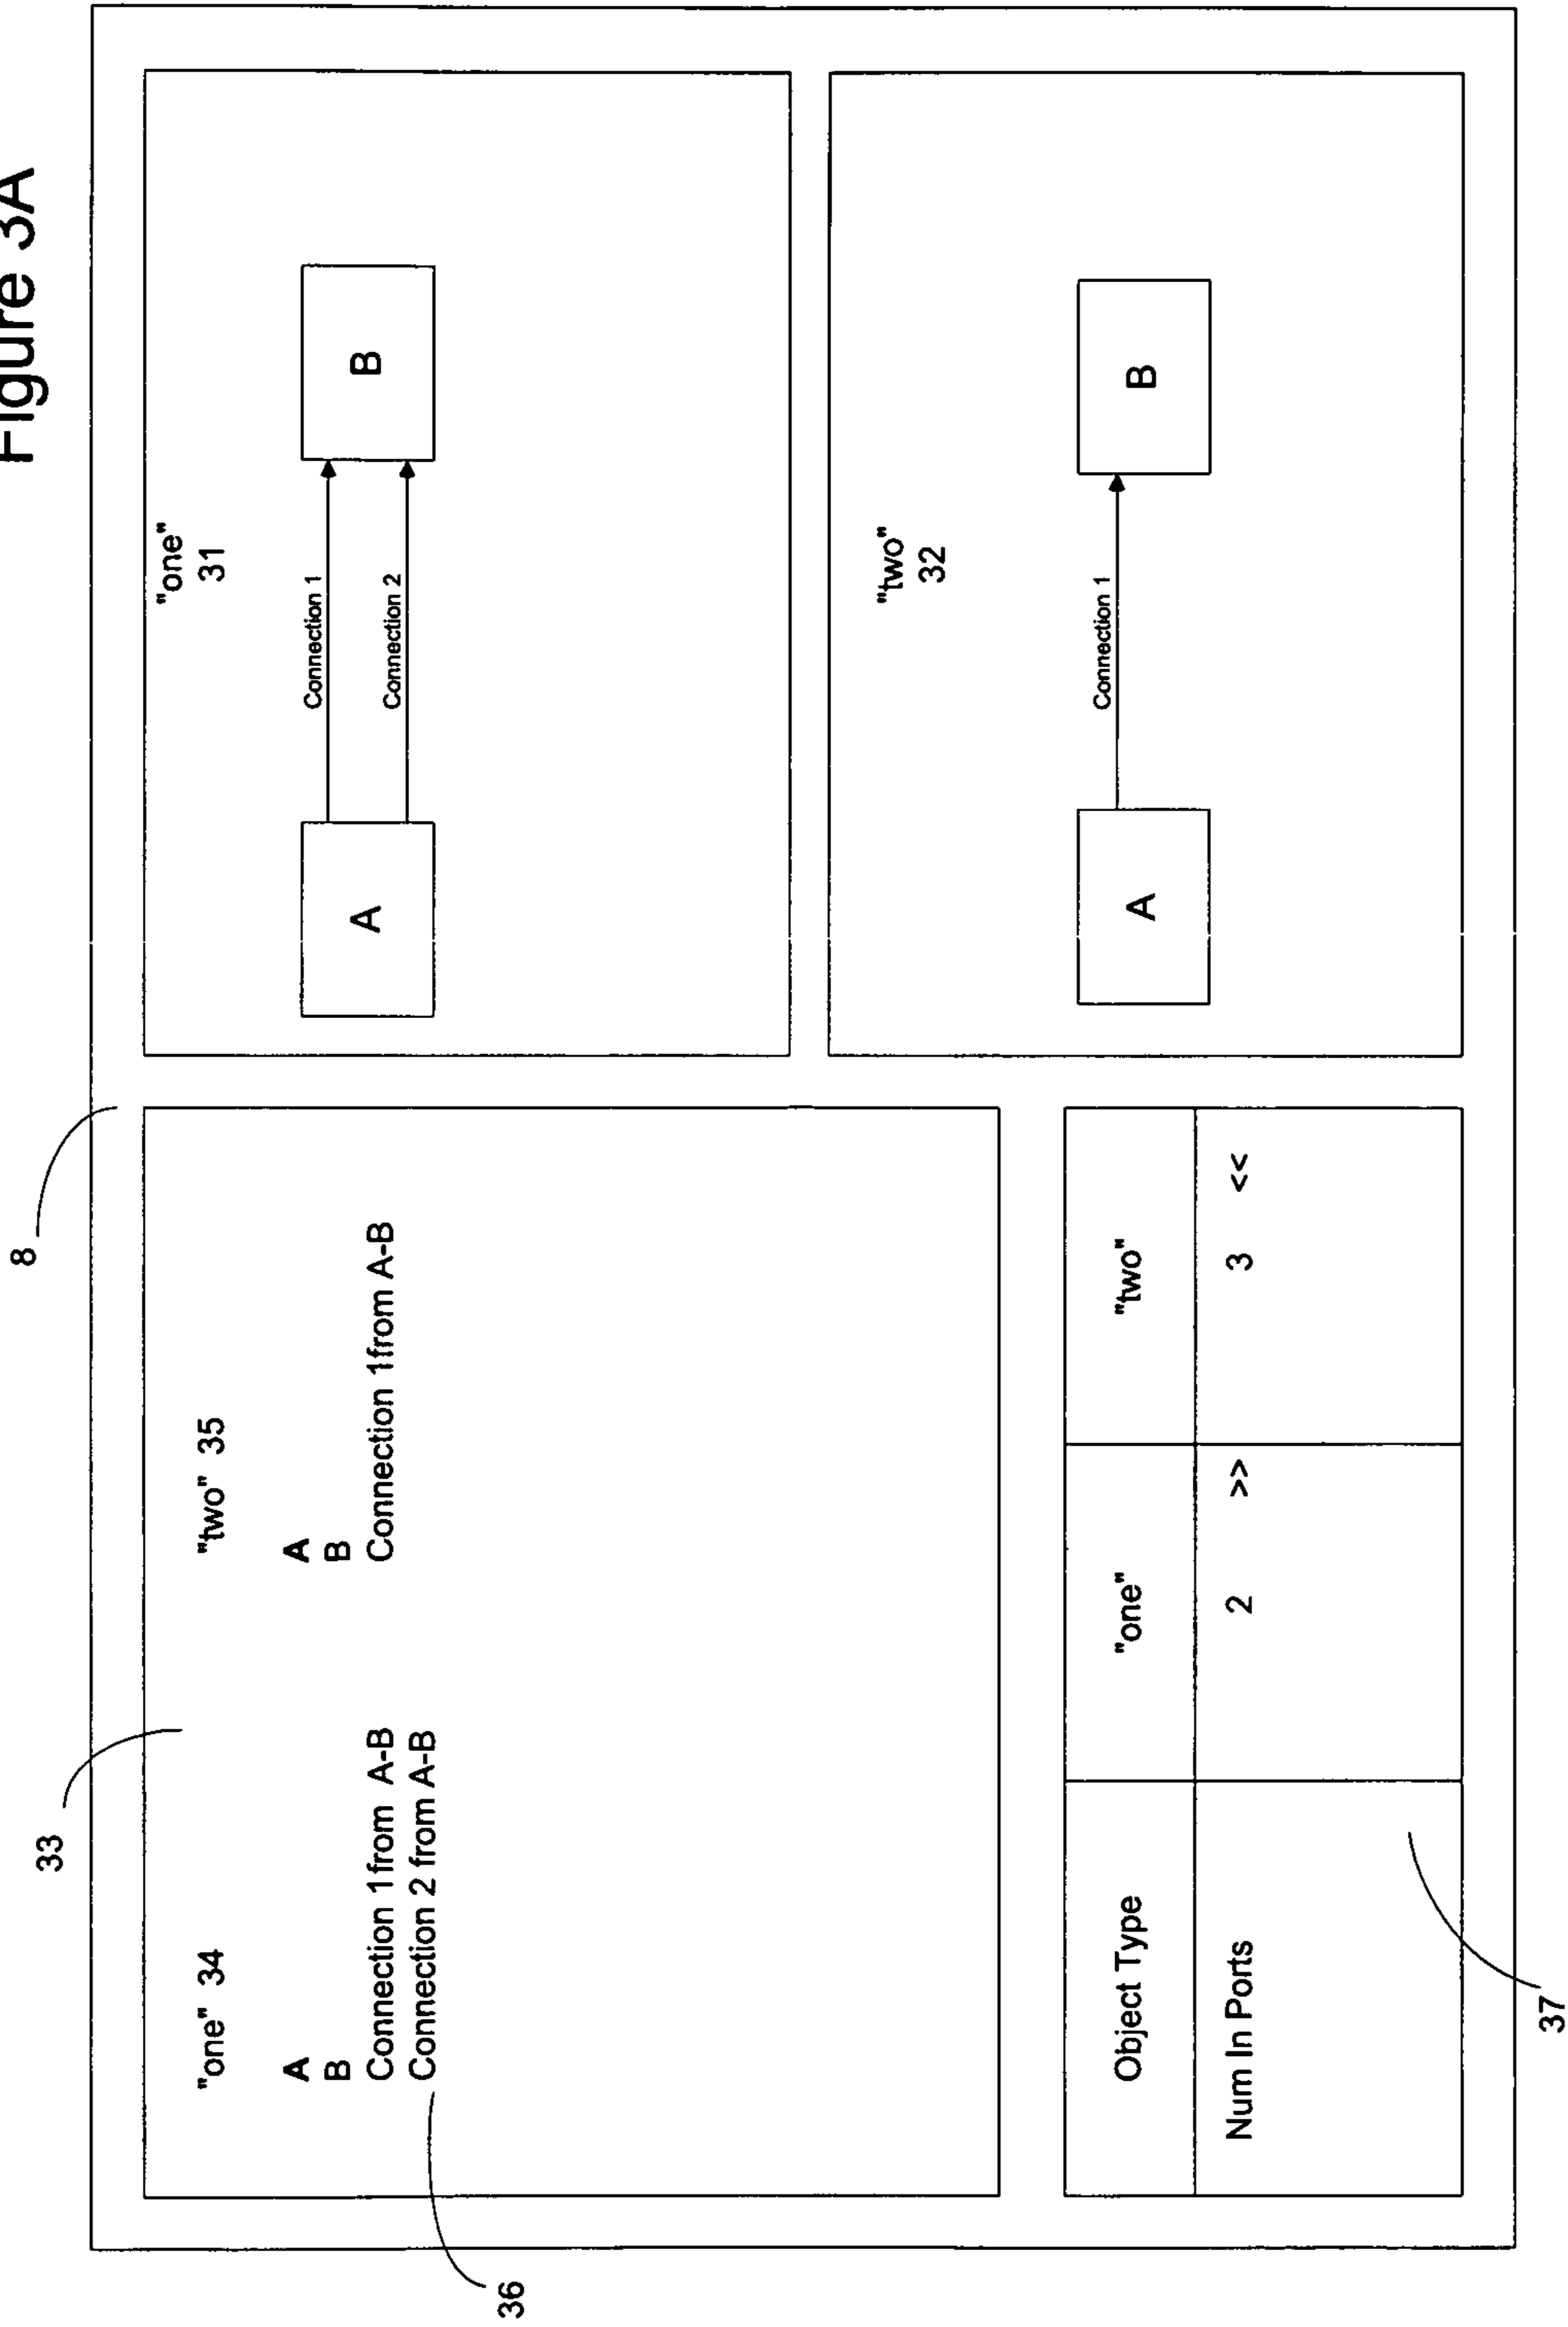 Figure 3A
8
33
"one" 34
A
B
Connection 1from A-B
Connection 2 from A-B
36
"two" 35
A
B
Connection 1from A-B
"one"
31
Connection 1
Connection 2
A
B
"two"
32
Connection 1
A
B
Object Type
"one"
"two"
Num In Ports
2 >>
3 <<
37